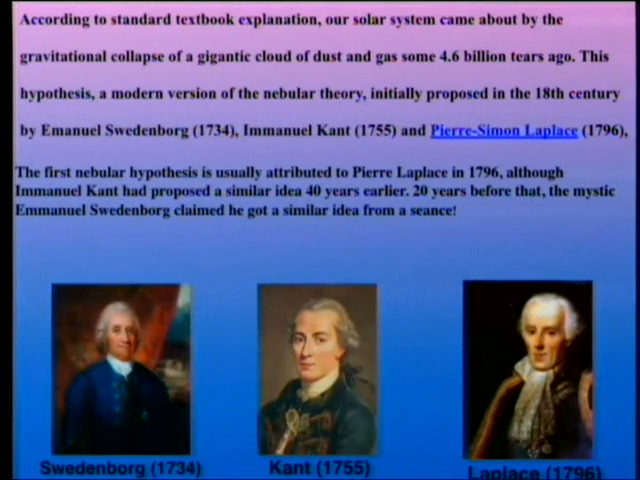 According to standard textbook explanation, our solar system came about by the
gravitational collapse of a gigantic cloud of dust and gas some 4.6 billion tears ago. This
hypothesis, a modern version of the nebular theory, initially proposed in the 18th century
by Emanuel Swedenborg (1734), Immanuel Kant (1755) and Pierre-Simon Laplace (1796),
The first nebular hypothesis is usually attributed to Pierre Laplace in 1796, although
Immanuel Kant had proposed a similar idea 40 years earlier. 20 years before that, the mystic
Emmanuel Swedenborg claimed he got a similar idea from a seance!
Swedenborg (1734)
Kant (1755)
Laplace (1796)